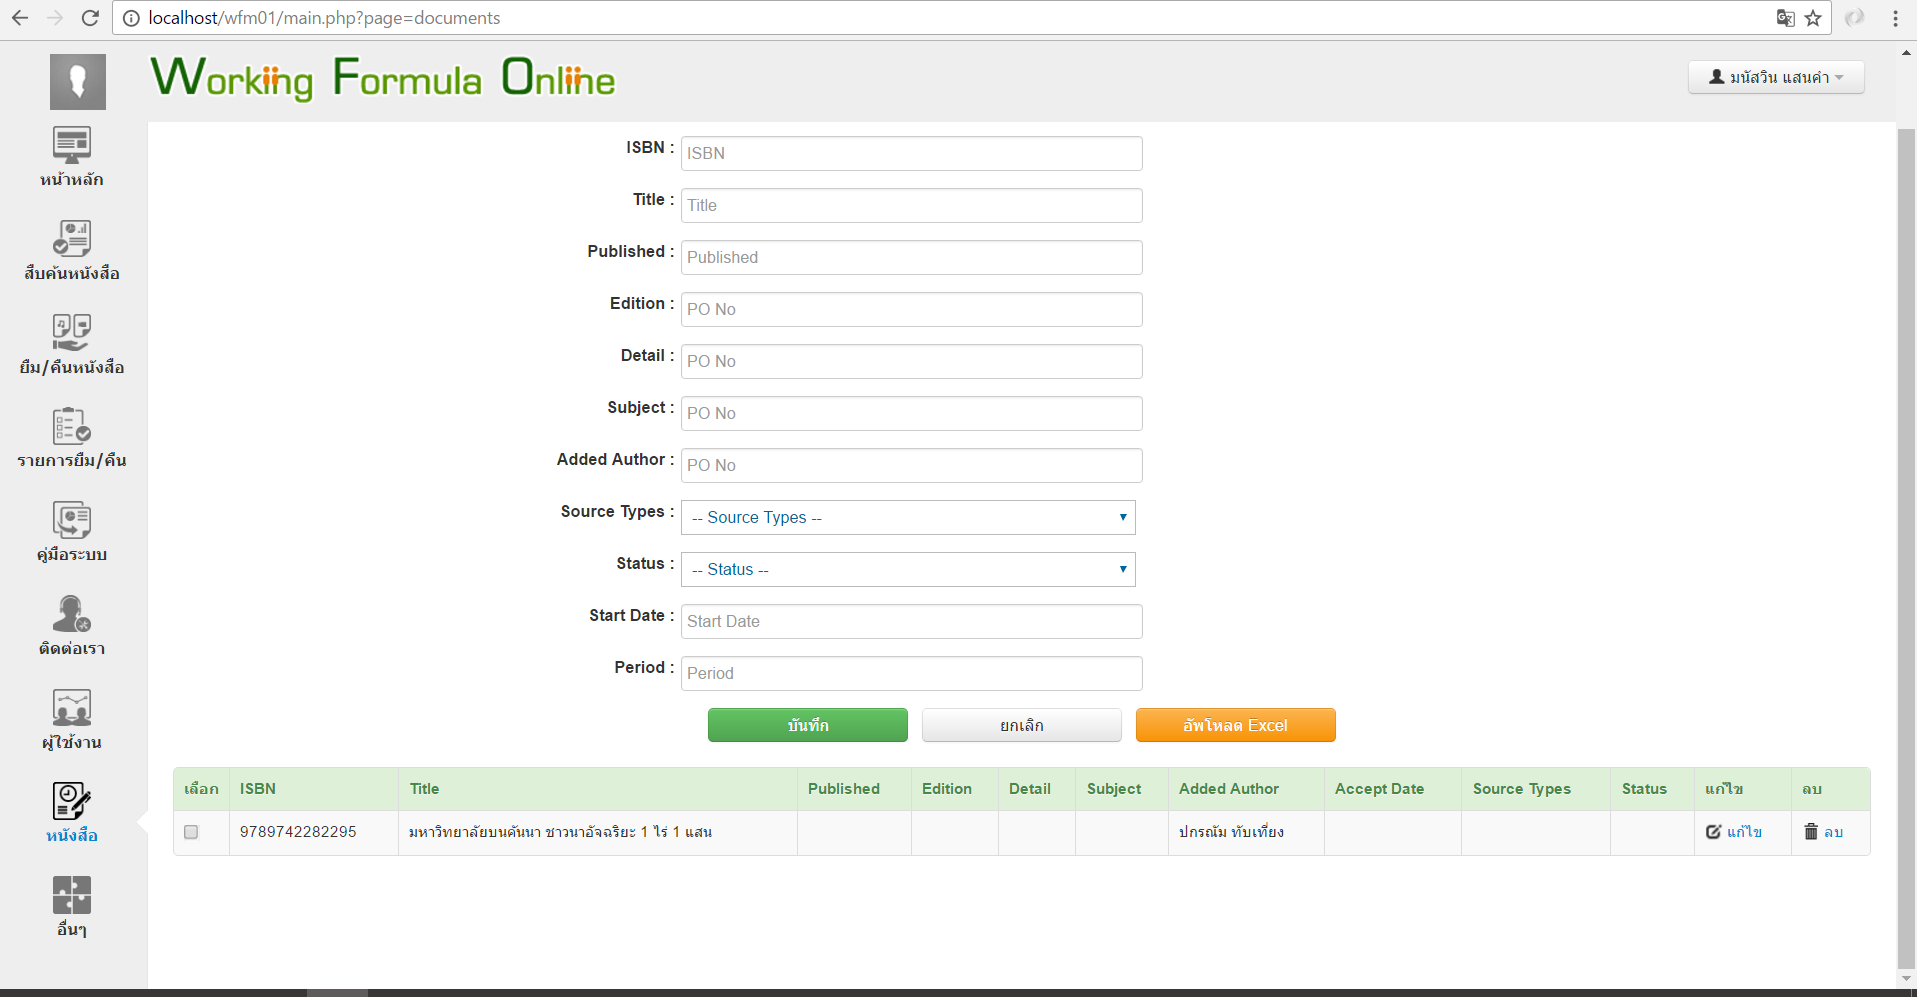 localhost/wfm01/main.php?page=documents
Working Formula Online
มนัสวิน แสนคำ
หน้าหลัก
สืบค้นหนังสือ
ยืม/คืนหนังสือ
รายการยืม/คืน
คู่มือระบบ
ติดต่อเรา
ผู้ใช้งาน
หนังสือ
อื่นๆ
ISBN : ISBN
Title : Title
Published : Published
Edition : PO No
Detail : PO No
Subject : PO No
Added Author : PO No
Source Types : -- Source Types --
Status : -- Status --
Start Date : Start Date
Period : Period
บันทึก ยกเลิก อัพโหลด Excel
เลือก ISBN Title Published Edition Detail Subject Added Author Accept Date Source Types Status แก้ไข ลบ
9789742282295 มหาวิทยาลัยบนคันนา ชาวนาอัจฉริยะ 1 ไร่ 1 แสน ปกรณัม ทับเที่ยง แก้ไข ลบ